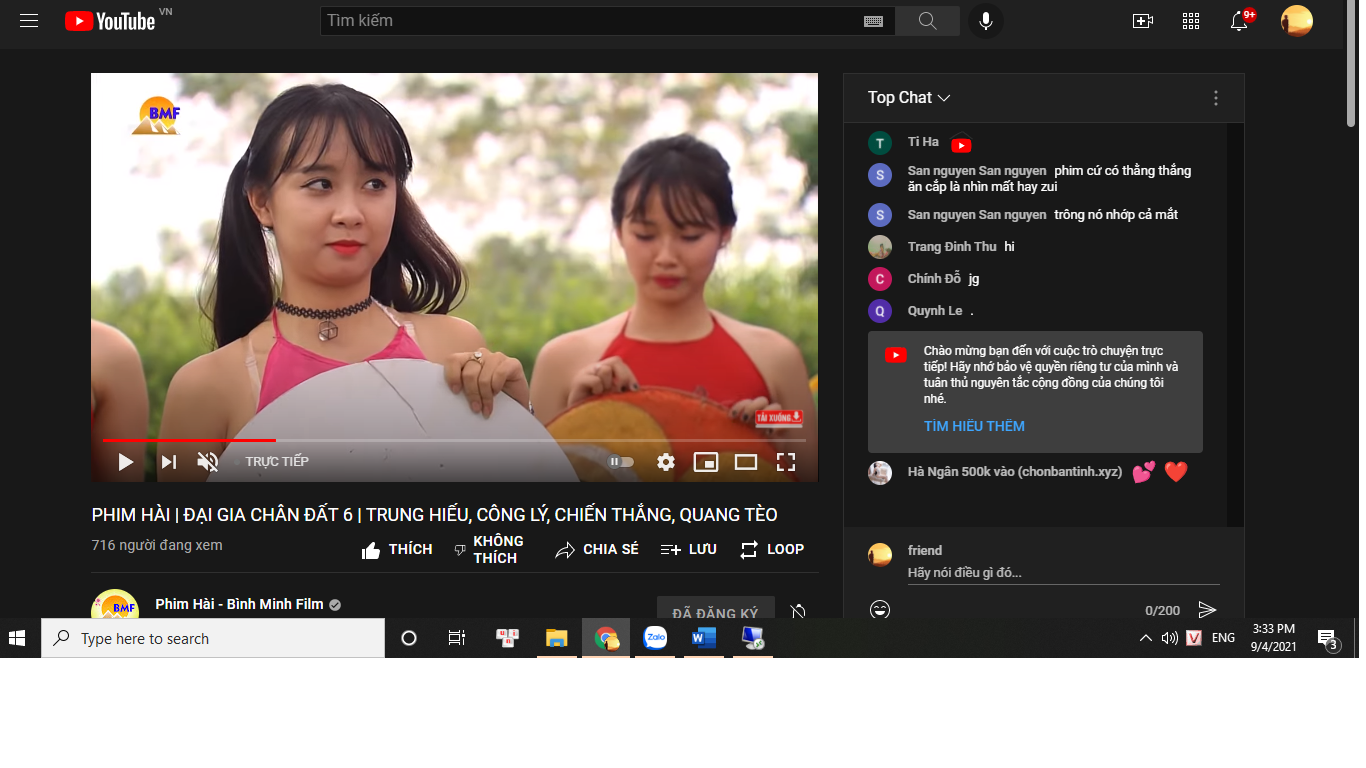 YouTube VN
Tìm kiếm
9+
BMF
TẢI XUỐNG
TRỰC TIẾP
PHIM HÀI | ĐẠI GIA CHÂN ĐẤT 6 | TRUNG HIẾU, CÔNG LÝ, CHIẾN THẮNG, QUANG TÈO
716 người đang xem
THÍCH
KHÔNG
THÍCH
CHIA SẺ
LƯU
LOOP
BMF
Phim Hài - Bình Minh Film
ĐÃ ĐĂNG KÝ
Top Chat
T
Ti Ha
S
San nguyen San nguyen phim cứ có thằng thắng
ăn cắp là nhìn mất hay zui
S
San nguyen San nguyen trông nó nhớp cả mắt
Trang Đinh Thu hi
C
Chính Đỗ jg
Q
Quynh Le .
Chào mừng bạn đến với cuộc trò chuyện trực
tiếp! Hãy nhớ bảo vệ quyền riêng tư của mình và
tuân thủ nguyên tắc cộng đồng của chúng tôi
nhé.
TÌM HIỂU THÊM
Hà Ngân 500k vào (chonbantinh.xyz)
friend
Hãy nói điều gì đó...
0/200
Type here to search
Zalo
W
V
ENG
3:33 PM
9/4/2021
3